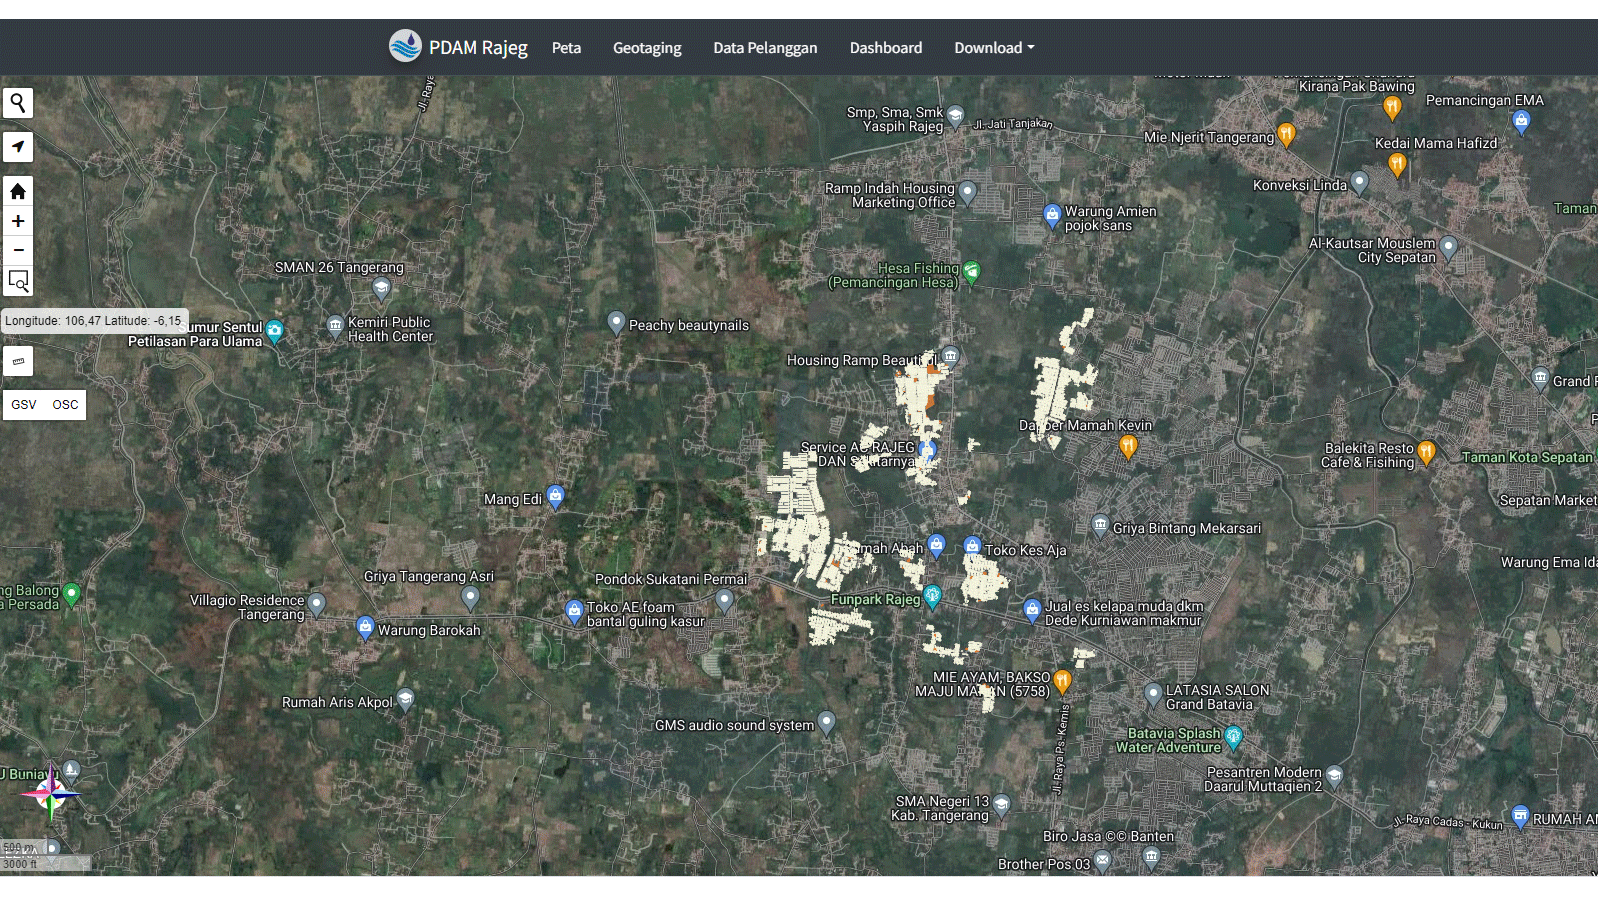 PDAM Rajeg Peta Geotaging Data Pelanggan Dashboard Download
Kirana Pak Bawing
Pemancingan EMA
Jl. Raya
Smp, Sma, Smk
Yaspih Rajeg
Jl. Jati Tanjakan
Mie Njerit Tangerang
Kedai Mama Hafizd
Konveksi Linda
Ramp Indah Housing
Marketing Office
Warung Amien
pojok sans
Taman
Al-Kautsar Mouslem
City Sepatan
SMAN 26 Tangerang
Hesa Fishing
(Pemancingan Hesa)
Longitude: 106,47 Latitude: -6,15
umur Sentul
Petilasan Para Ulama
Kemiri Public
Health Center
Peachy beautynails
Housing Ramp Beautiful
Grand
GSV OSC
Mamah Kevin
Service AC RAJEG
DAN
Balekita Resto
Cafe & Fisihing
Taman Kota Sepatan
Mang Edi
Sepatan Market
Griya Bintang Mekarsari
mah Abah
Toko Kes Aja
Warung Ema
ng Balong
a Persada
Griya Tangerang Asri
Pondok Sukatani Permai
Villagio Residence
Tangerang
Toko AE foam
bantal guling kasur
Funpark Rajeg
Jual es kelapa muda dkm
Dede Kurniawan makmur
Warung Barokah
MIE AYAM, BAKSO
MAJU (5758)
LATASIA SALON
Grand Batavia
Rumah Aris Akpol
GMS audio sound system
Jl. Raya Ps. Kemis
Batavia Splash
Water Adventure
Pesantren Modern
Daarul Muttaqien 2
SMA Negeri 13
Kab. Tangerang
Jl. Raya Cadas - Kukun
RUMAH
Biro Jasa ©© Banten
Brother Pos 03
500 m
3000 ft